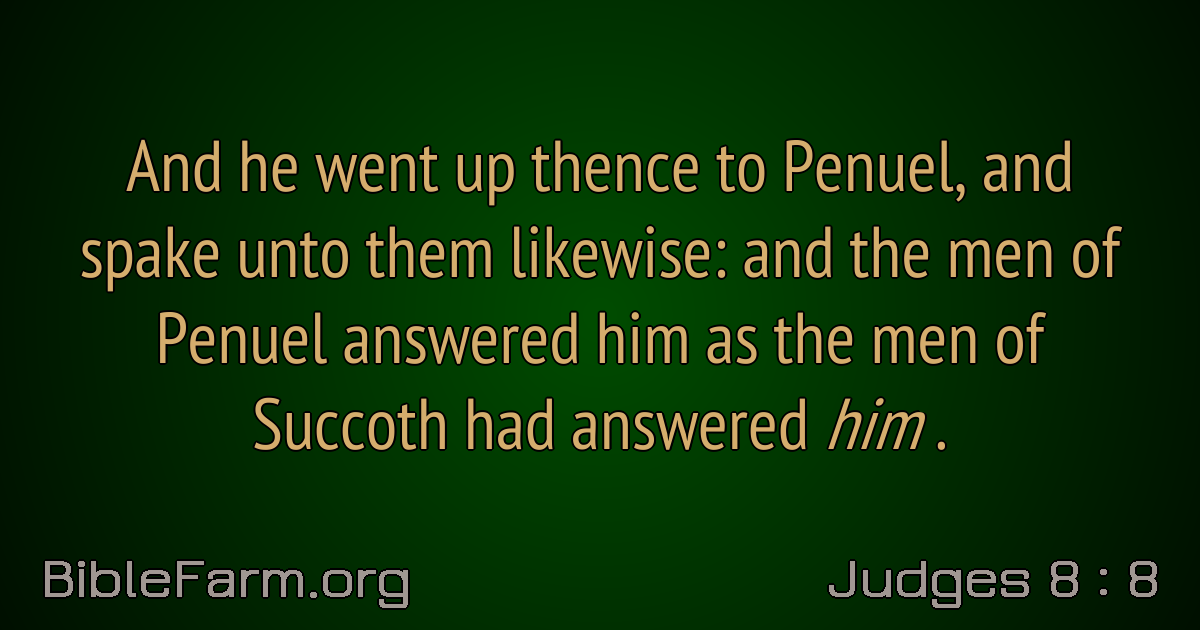 And he went up thence to Penuel, and
spake unto them likewise: and the men of
Penuel answered him as the men of
Succoth had answered him .
BibleFarm.org
Judges 8 : 8